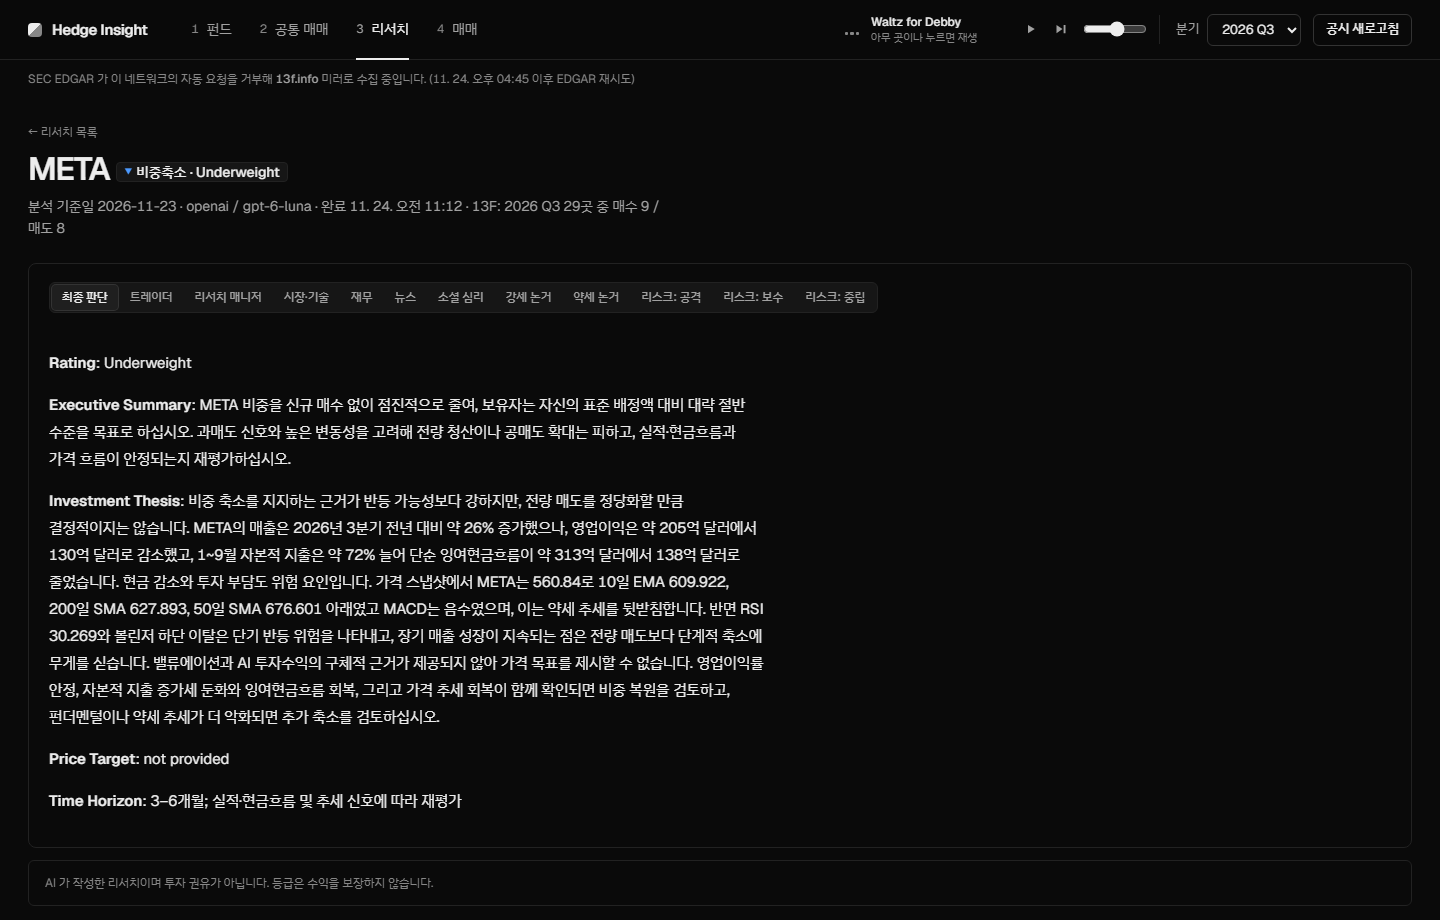 Hedge Insight
1 펀드
2 공통 매매
3 리서치
4 매매
Waltz for Debby
아무 곳이나 누르면 재생
분기
2026 Q3
공시 새로고침
SEC EDGAR 가 이 네트워크의 자동 요청을 거부해 13f.info 미러로 수집 중입니다. (11. 24. 오후 04:45 이후 EDGAR 재시도)
← 리서치 목록
META ▼ 비중축소 · Underweight
분석 기준일 2026-11-23 · openai / gpt-6-luna · 완료 11. 24. 오전 11:12 · 13F: 2026 Q3 29곳 중 매수 9 /
매도 8
최종 판단 트레이더 리서치 매니저 시장·기술 재무 뉴스 소셜 심리 강세 논거 약세 논거 리스크: 공격 리스크: 보수 리스크: 중립
Rating: Underweight
Executive Summary: META 비중을 신규 매수 없이 점진적으로 줄여, 보유자는 자신의 표준 배정액 대비 대략 절반
수준을 목표로 하십시오. 과매도 신호와 높은 변동성을 고려해 전량 청산이나 공매도 확대는 피하고, 실적·현금흐름과
가격 흐름이 안정되는지 재평가하십시오.
Investment Thesis: 비중 축소를 지지하는 근거가 반등 가능성보다 강하지만, 전량 매도를 정당화할 만큼
결정적이지는 않습니다. META의 매출은 2026년 3분기 전년 대비 약 26% 증가했으나, 영업이익은 약 205억 달러에서
130억 달러로 감소했고, 1~9월 자본적 지출은 약 72% 늘어 단순 잉여현금흐름이 약 313억 달러에서 138억 달러로
줄었습니다. 현금 감소와 투자 부담도 위험 요인입니다. 가격 스냅샷에서 META는 560.84로 10일 EMA 609.922,
200일 SMA 627.893, 50일 SMA 676.601 아래였고 MACD는 음수였으며, 이는 약세 추세를 뒷받침합니다. 반면 RSI
30.269와 볼린저 하단 이탈은 단기 반등 위험을 나타내고, 장기 매출 성장이 지속되는 점은 전량 매도보다 단계적 축소에
무게를 싣습니다. 밸류에이션과 AI 투자수익의 구체적 근거가 제공되지 않아 가격 목표를 제시할 수 없습니다. 영업이익률
안정, 자본적 지출 증가세 둔화와 잉여현금흐름 회복, 그리고 가격 추세 회복이 함께 확인되면 비중 복원을 검토하고,
펀더멘털이나 약세 추세가 더 악화되면 추가 축소를 검토하십시오.
Price Target: not provided
Time Horizon: 3–6개월; 실적·현금흐름 및 추세 신호에 따라 재평가
AI 가 작성한 리서치이며 투자 권유가 아닙니다. 등급은 수익을 보장하지 않습니다.